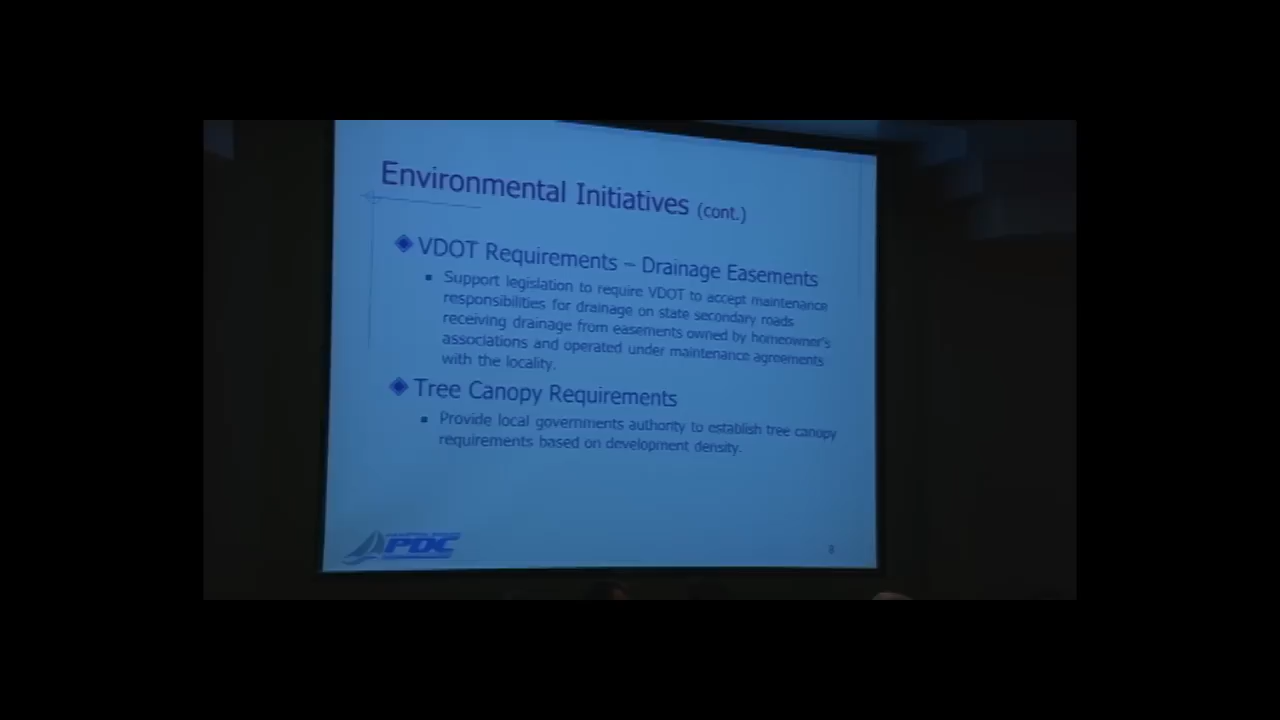 Environmental Initiatives (cont.)
VDOT Requirements – Drainage Easements
Support legislation to require VDOT to accept maintenance
responsibilities for drainage on state secondary roads
receiving drainage from easements owned by homeowner's
associations and operated under maintenance agreements
with the locality.
Tree Canopy Requirements
Provide local governments authority to establish tree canopy
requirements based on development density.
PDC
8